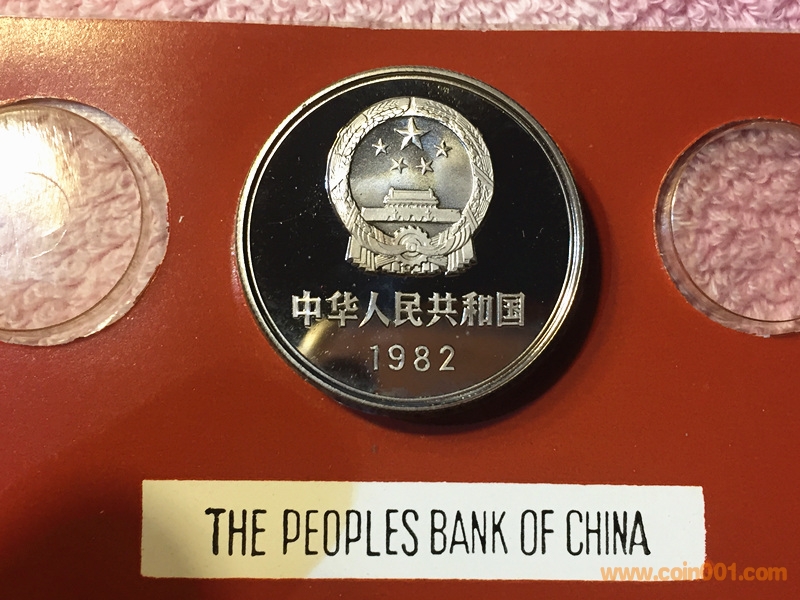 中华人民共和国
1982
THE PEOPLES BANK OF CHINA
www.coin001.com